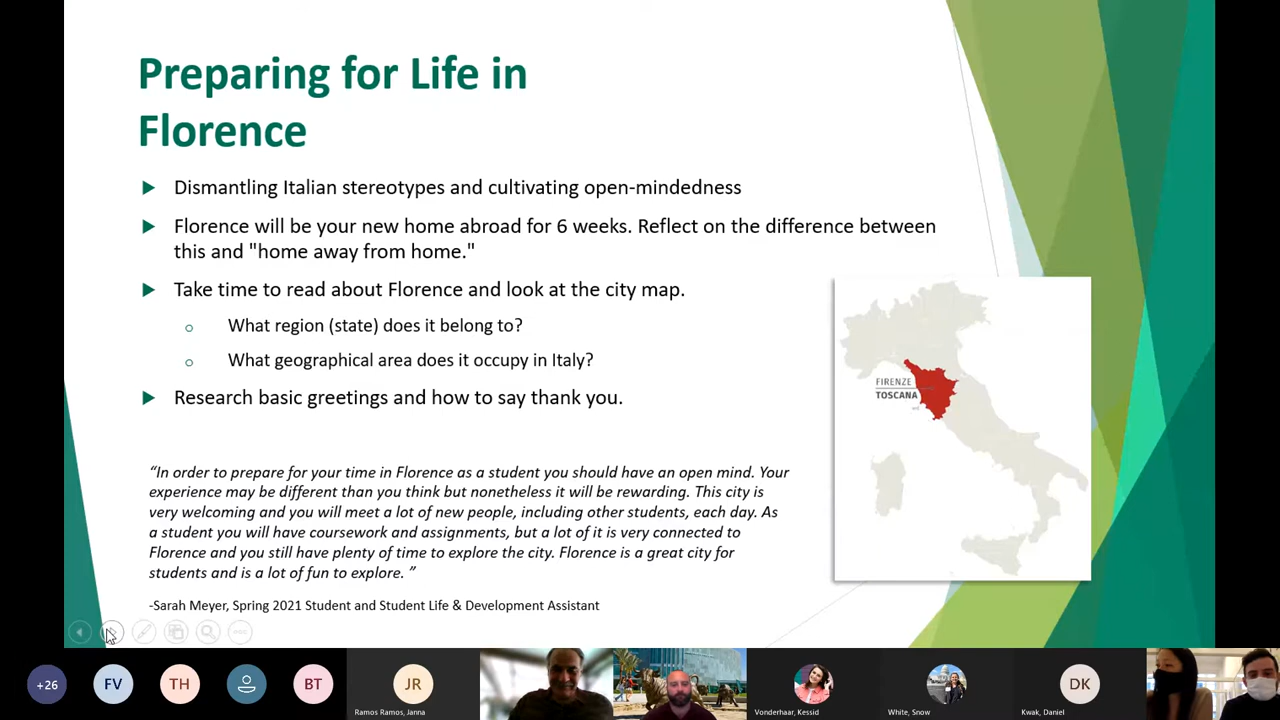 Preparing for Life in
Florence
Dismantling Italian stereotypes and cultivating open-mindedness
Florence will be your new home abroad for 6 weeks. Reflect on the difference between
this and "home away from home."
Take time to read about Florence and look at the city map.
What region (state) does it belong to?
What geographical area does it occupy in Italy?
Research basic greetings and how to say thank you.
FIRENZE
TOSCANA
“In order to prepare for your time in Florence as a student you should have an open mind. Your
experience may be different than you think but nonetheless it will be rewarding. This city is
very welcoming and you will meet a lot of new people, including other students, each day. As
a student you will have coursework and assignments, but a lot of it is very connected to
Florence and you still have plenty of time to explore the city. Florence is a great city for
students and is a lot of fun to explore. ”
-Sarah Meyer, Spring 2021 Student and Student Life & Development Assistant
+26
FV
TH
BT
JR
DK
Ramos Ramos, Janna
Vonderhaar, Kessid
White, Snow
Kwak, Daniel